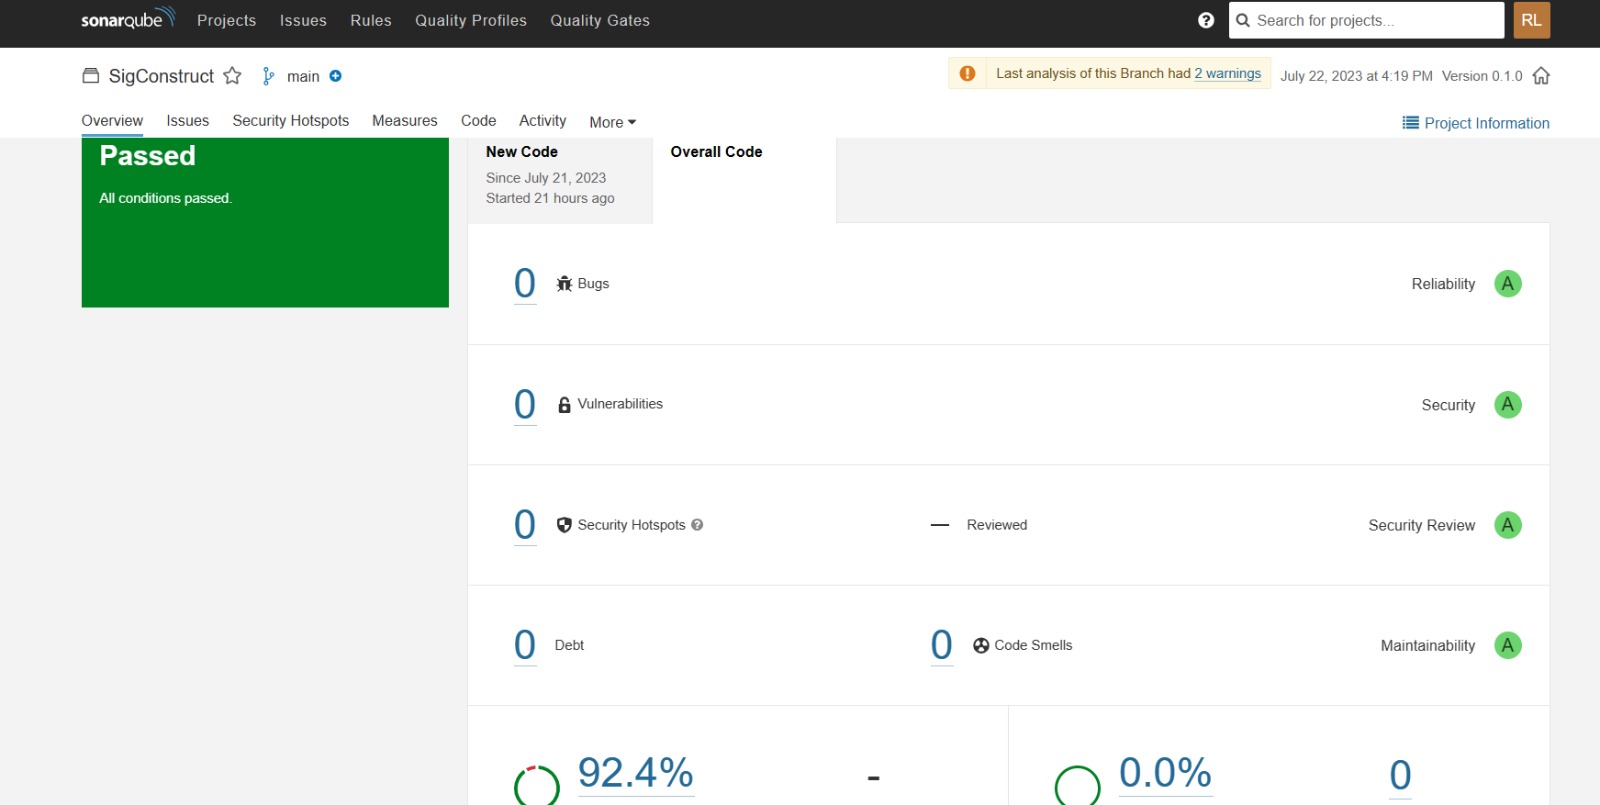 sonarqube Projects Issues Rules Quality Profiles Quality Gates ? Search for projects... RL
SigConstruct main Last analysis of this Branch had 2 warnings July 22, 2023 at 4:19 PM Version 0.1.0
Overview Issues Security Hotspots Measures Code Activity More Project Information
Passed
All conditions passed.
New Code
Since July 21, 2023
Started 21 hours ago
Overall Code
0 Bugs Reliability A
0 Vulnerabilities Security A
0 Security Hotspots ? — Reviewed Security Review A
0 Debt 0 Code Smells Maintainability A
92.4% - 0.0% 0